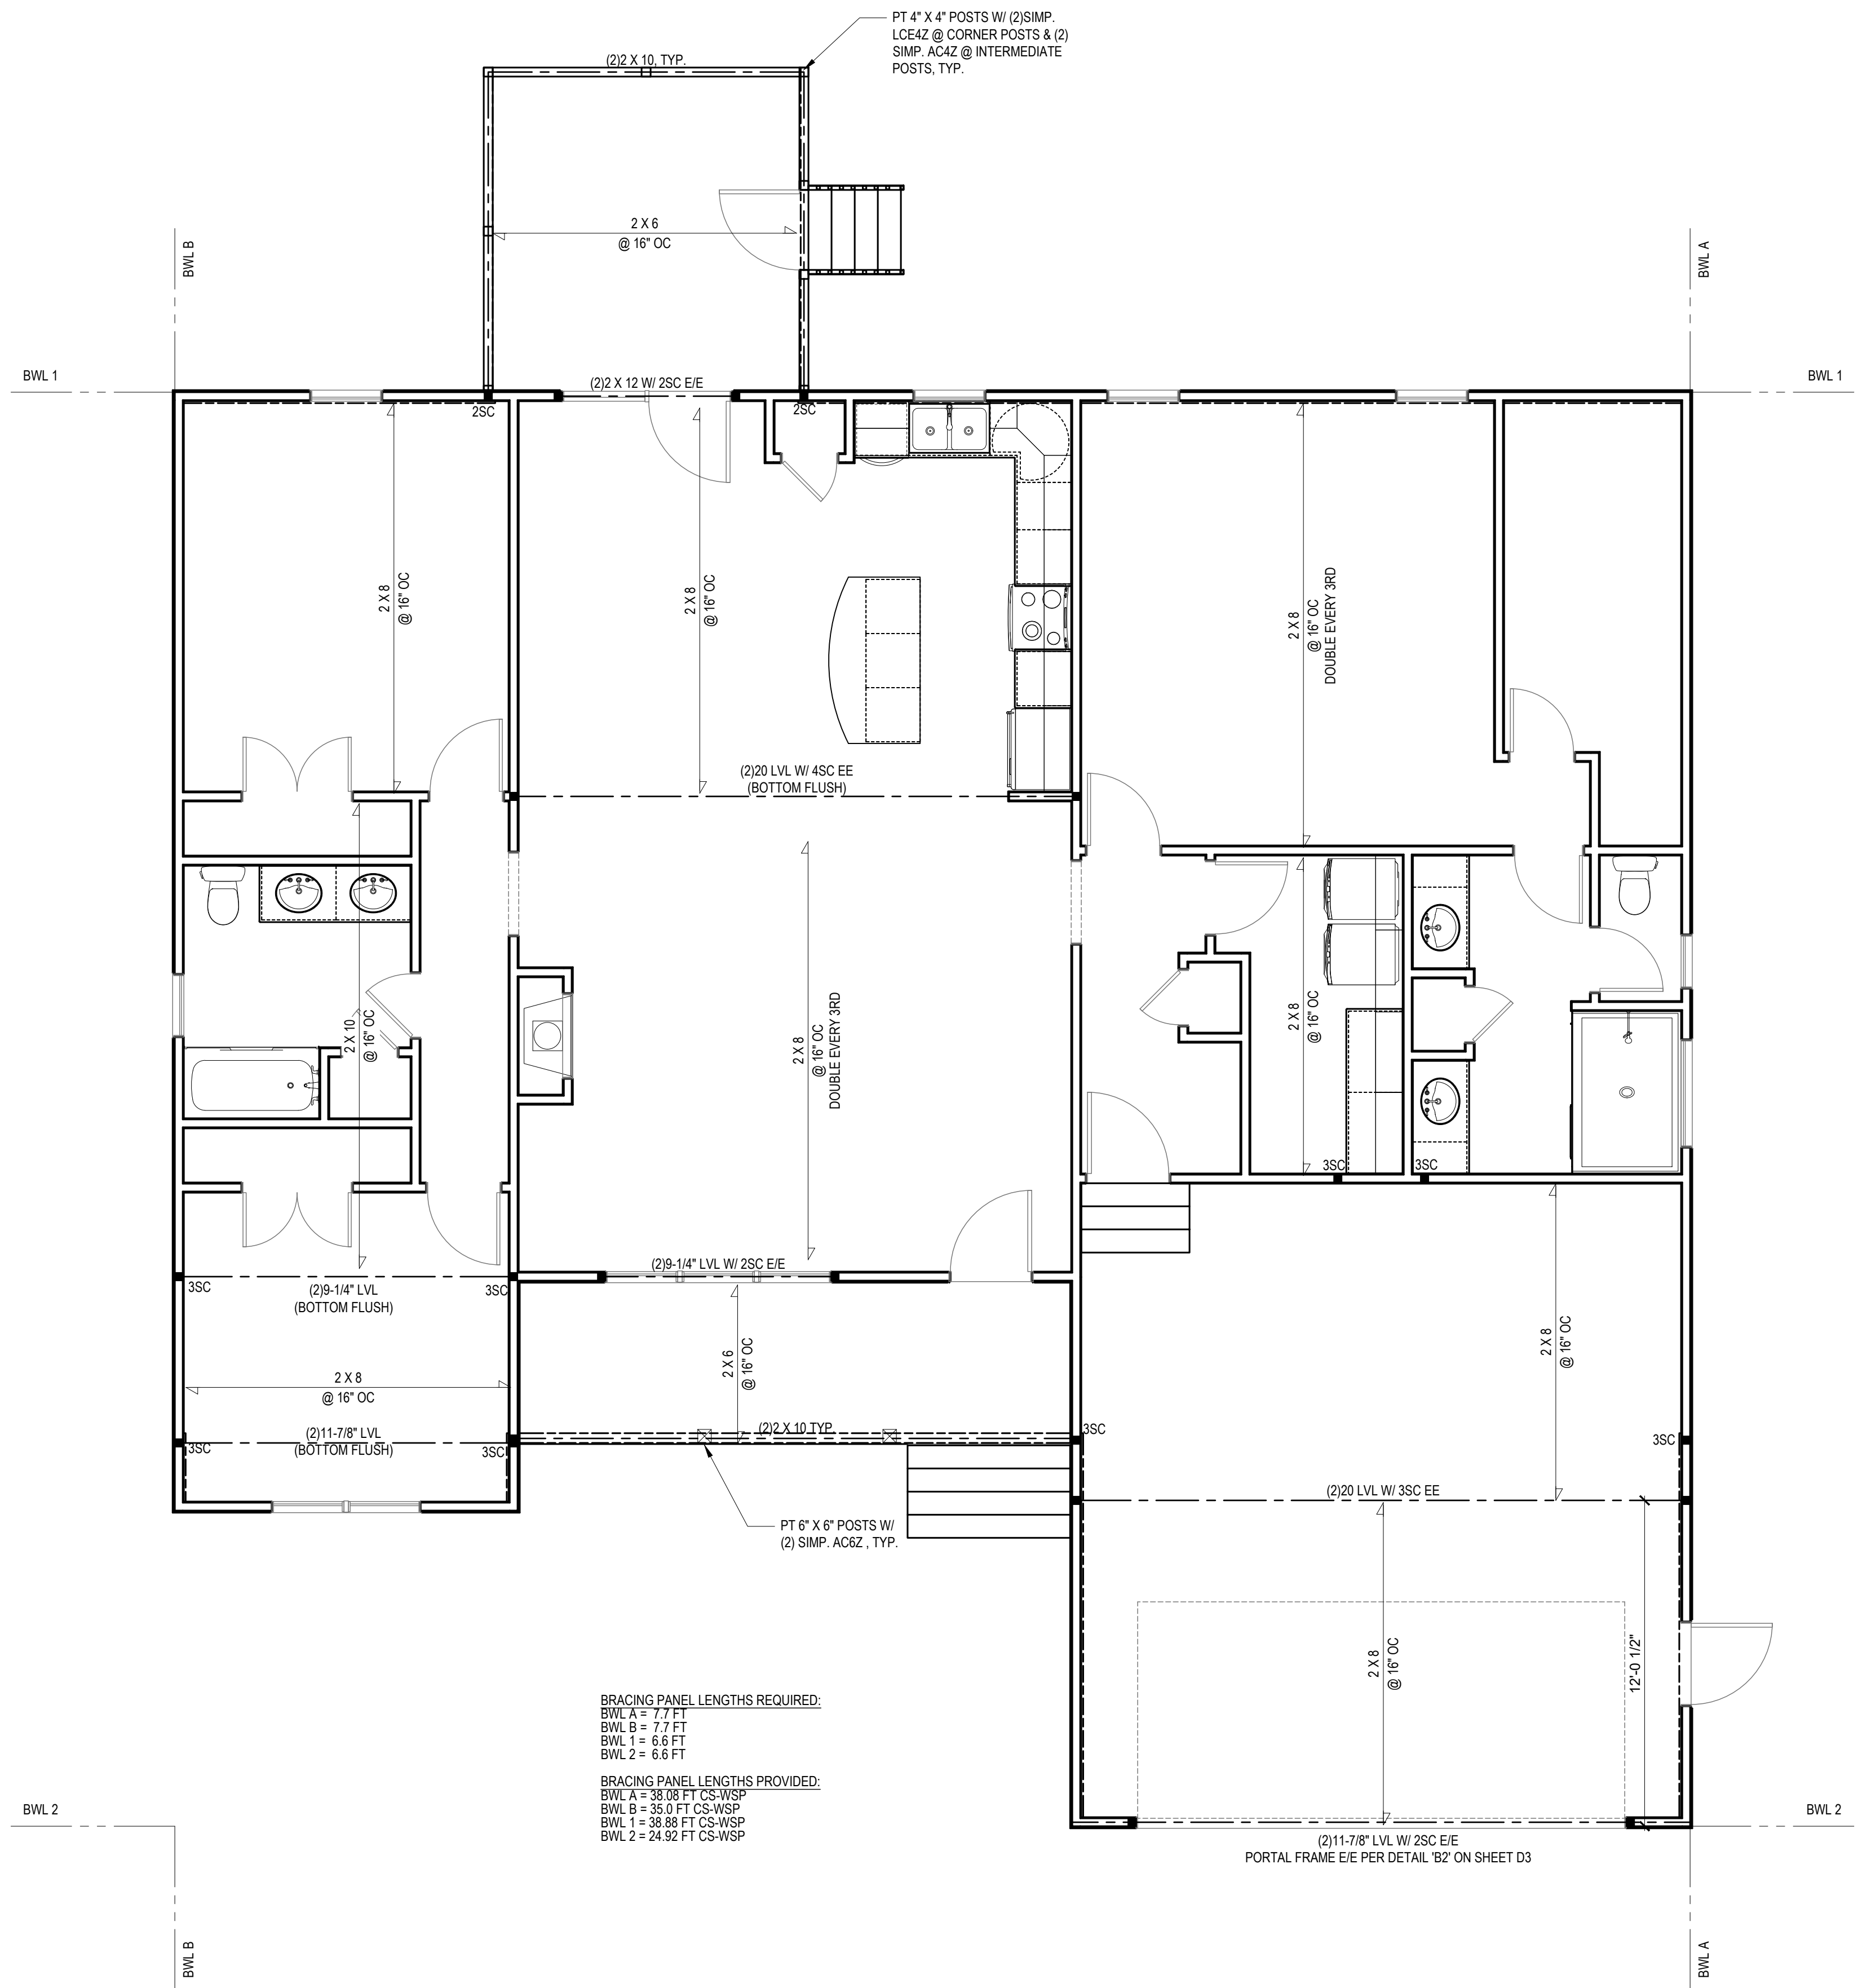 PT 4" X 4" POSTS W/ (2)SIMP.
LCE4Z @ CORNER POSTS & (2)
SIMP. AC4Z @ INTERMEDIATE
POSTS, TYP.
(2)2 X 10, TYP.
2 X 6
@ 16" OC
BWL B
BWL A
BWL 1
BWL 1
(2)2 X 12 W/ 2SC E/E
2SC
2SC
2 X 8
@ 16" OC
2 X 8
@ 16" OC
2 X 8
@ 16" OC
DOUBLE EVERY 3RD
(2)20 LVL W/ 4SC EE
(BOTTOM FLUSH)
2 X 10
@ 16" OC
2 X 8
@ 16" OC
DOUBLE EVERY 3RD
2 X 8
@ 16" OC
3SC
3SC
(2)9-1/4" LVL W/ 2SC E/E
3SC
(2)9-1/4" LVL
(BOTTOM FLUSH)
3SC
2 X 6
@ 16" OC
2 X 8
@ 16" OC
2 X 8
@ 16" OC
(2)11-7/8" LVL
(BOTTOM FLUSH)
3SC
3SC
(2)2 X 10 TYP.
3SC
3SC
(2)20 LVL W/ 3SC EE
PT 6" X 6" POSTS W/
(2) SIMP. AC6Z , TYP.
2 X 8
@ 16" OC
12'-0 1/2"
BRACING PANEL LENGTHS REQUIRED:
BWL A = 7.7 FT
BWL B = 7.7 FT
BWL 1 = 6.6 FT
BWL 2 = 6.6 FT
BRACING PANEL LENGTHS PROVIDED:
BWL A = 38.08 FT CS-WSP
BWL B = 35.0 FT CS-WSP
BWL 1 = 38.88 FT CS-WSP
BWL 2 = 24.92 FT CS-WSP
BWL 2
BWL 2
(2)11-7/8" LVL W/ 2SC E/E
PORTAL FRAME E/E PER DETAIL 'B2' ON SHEET D3
BWL B
BWL A